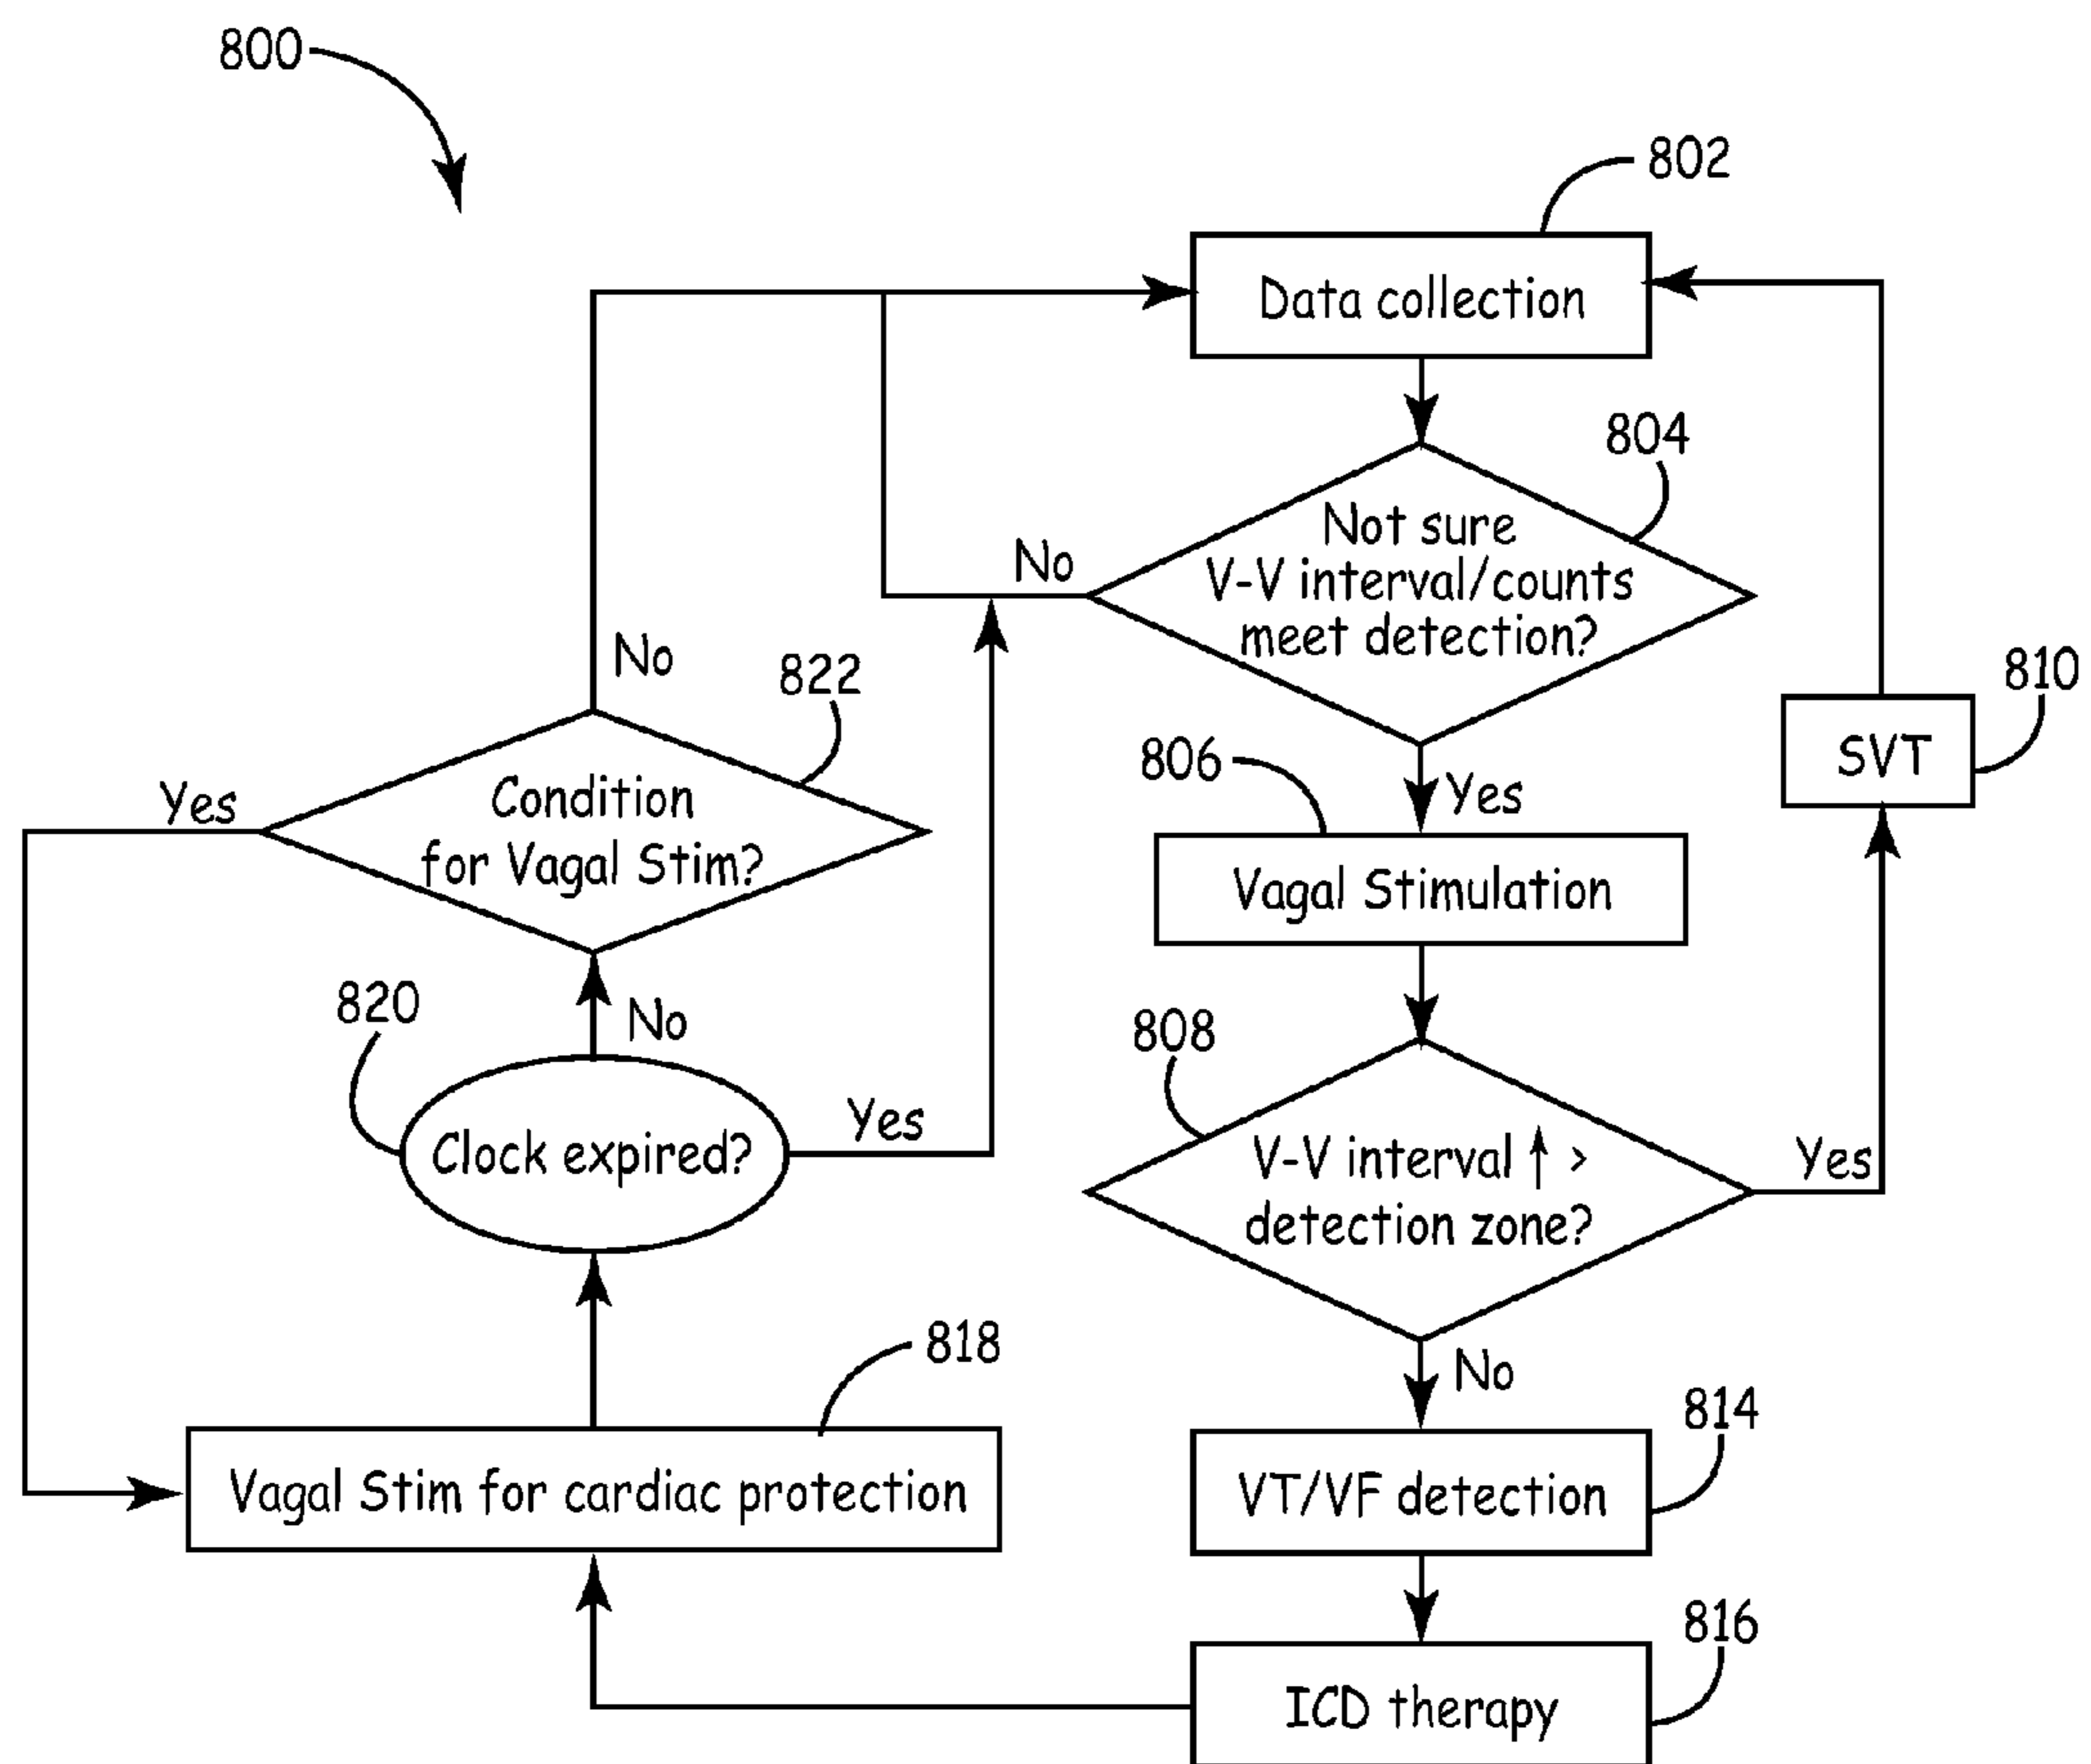 800
802
Data collection
804
Not sure
V-V interval/counts
meet detection?
No
No
822
810
SVT
806
Yes
Yes
Condition
for Vagal Stim?
Vagal Stimulation
820
No
808
Yes
Clock expired?
V-V interval ↑ >
detection zone?
Yes
818
No
814
Vagal Stim for cardiac protection
VT/VF detection
816
ICD therapy